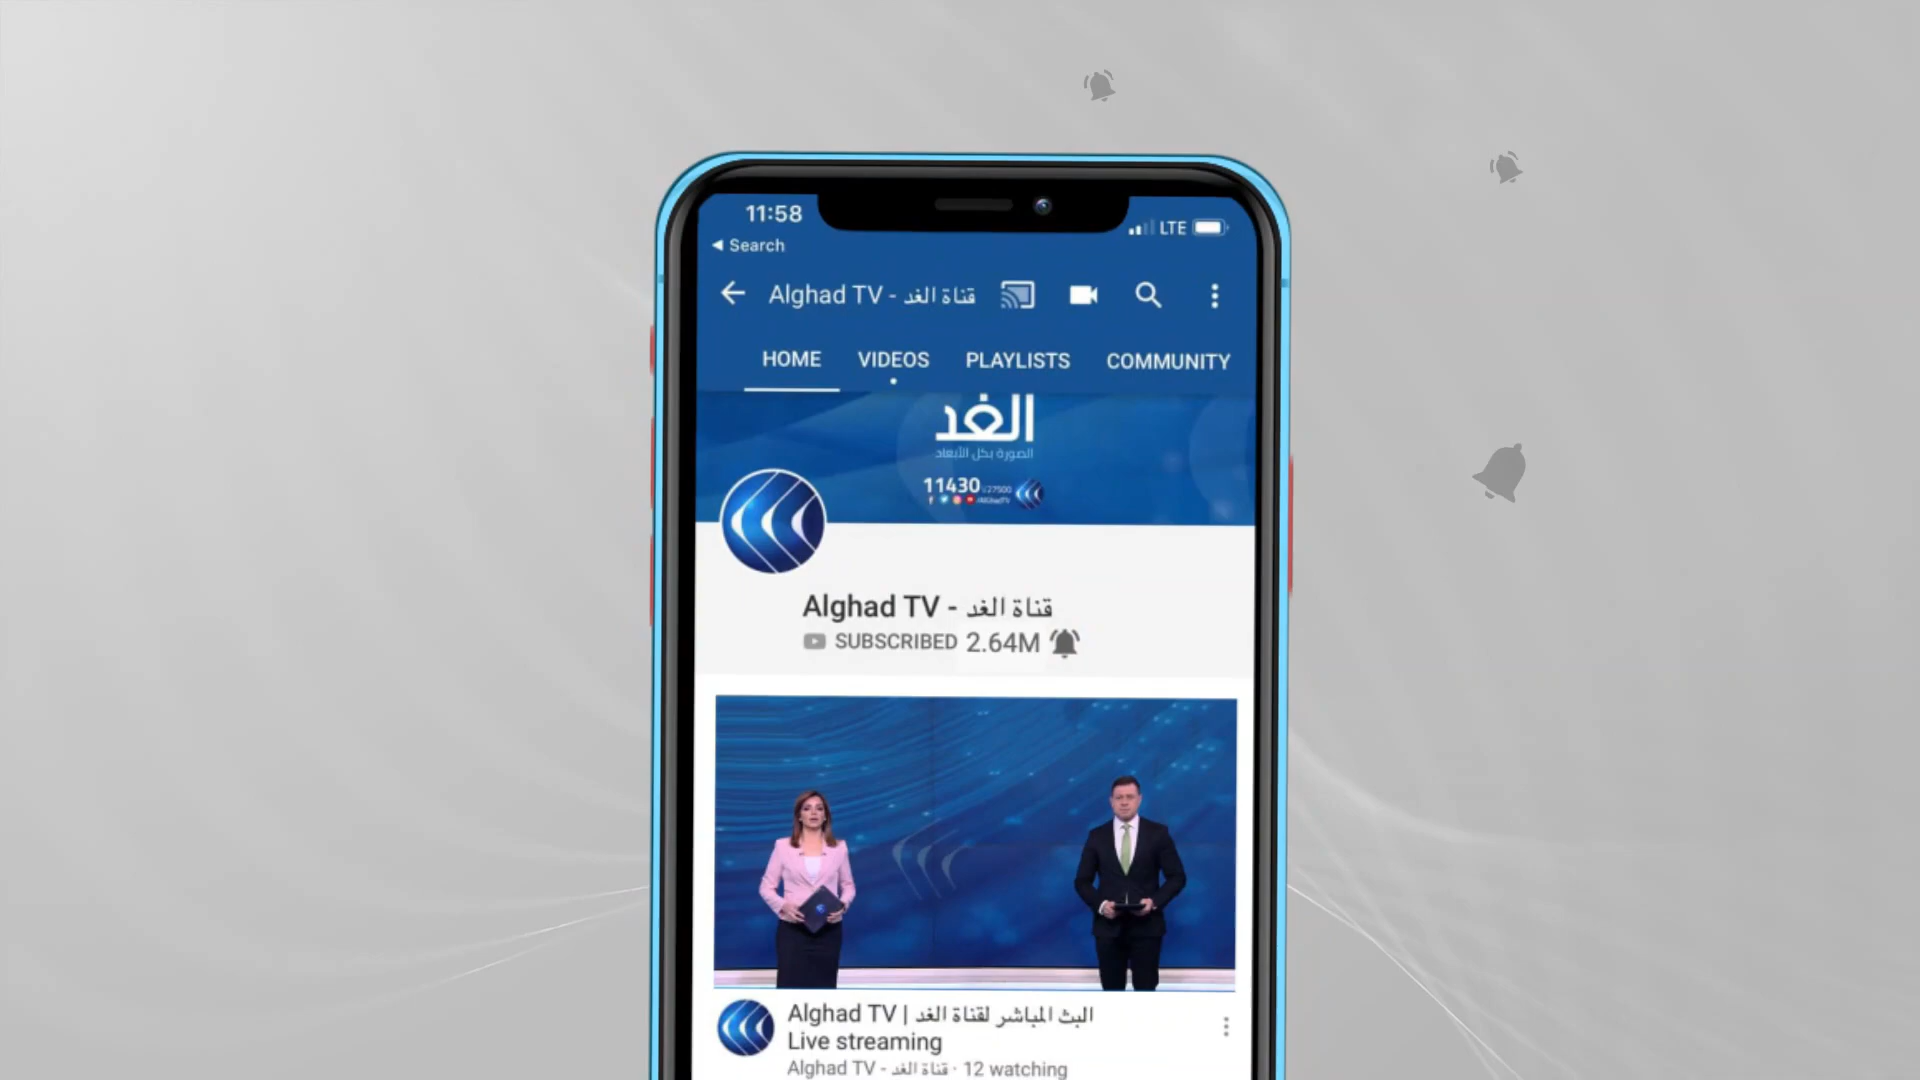 11:58
LTE
◀ Search
Alghad TV - قناة الغد
HOME VIDEOS PLAYLISTS COMMUNITY
الغد
الصورة بكل الأبعاد
11430
27500
Alghad TV - قناة الغد
SUBSCRIBED 2.64M
Alghad TV | البث المباشر لقناة الغد
Live streaming
Alghad TV - قناة الغد · 12 watching